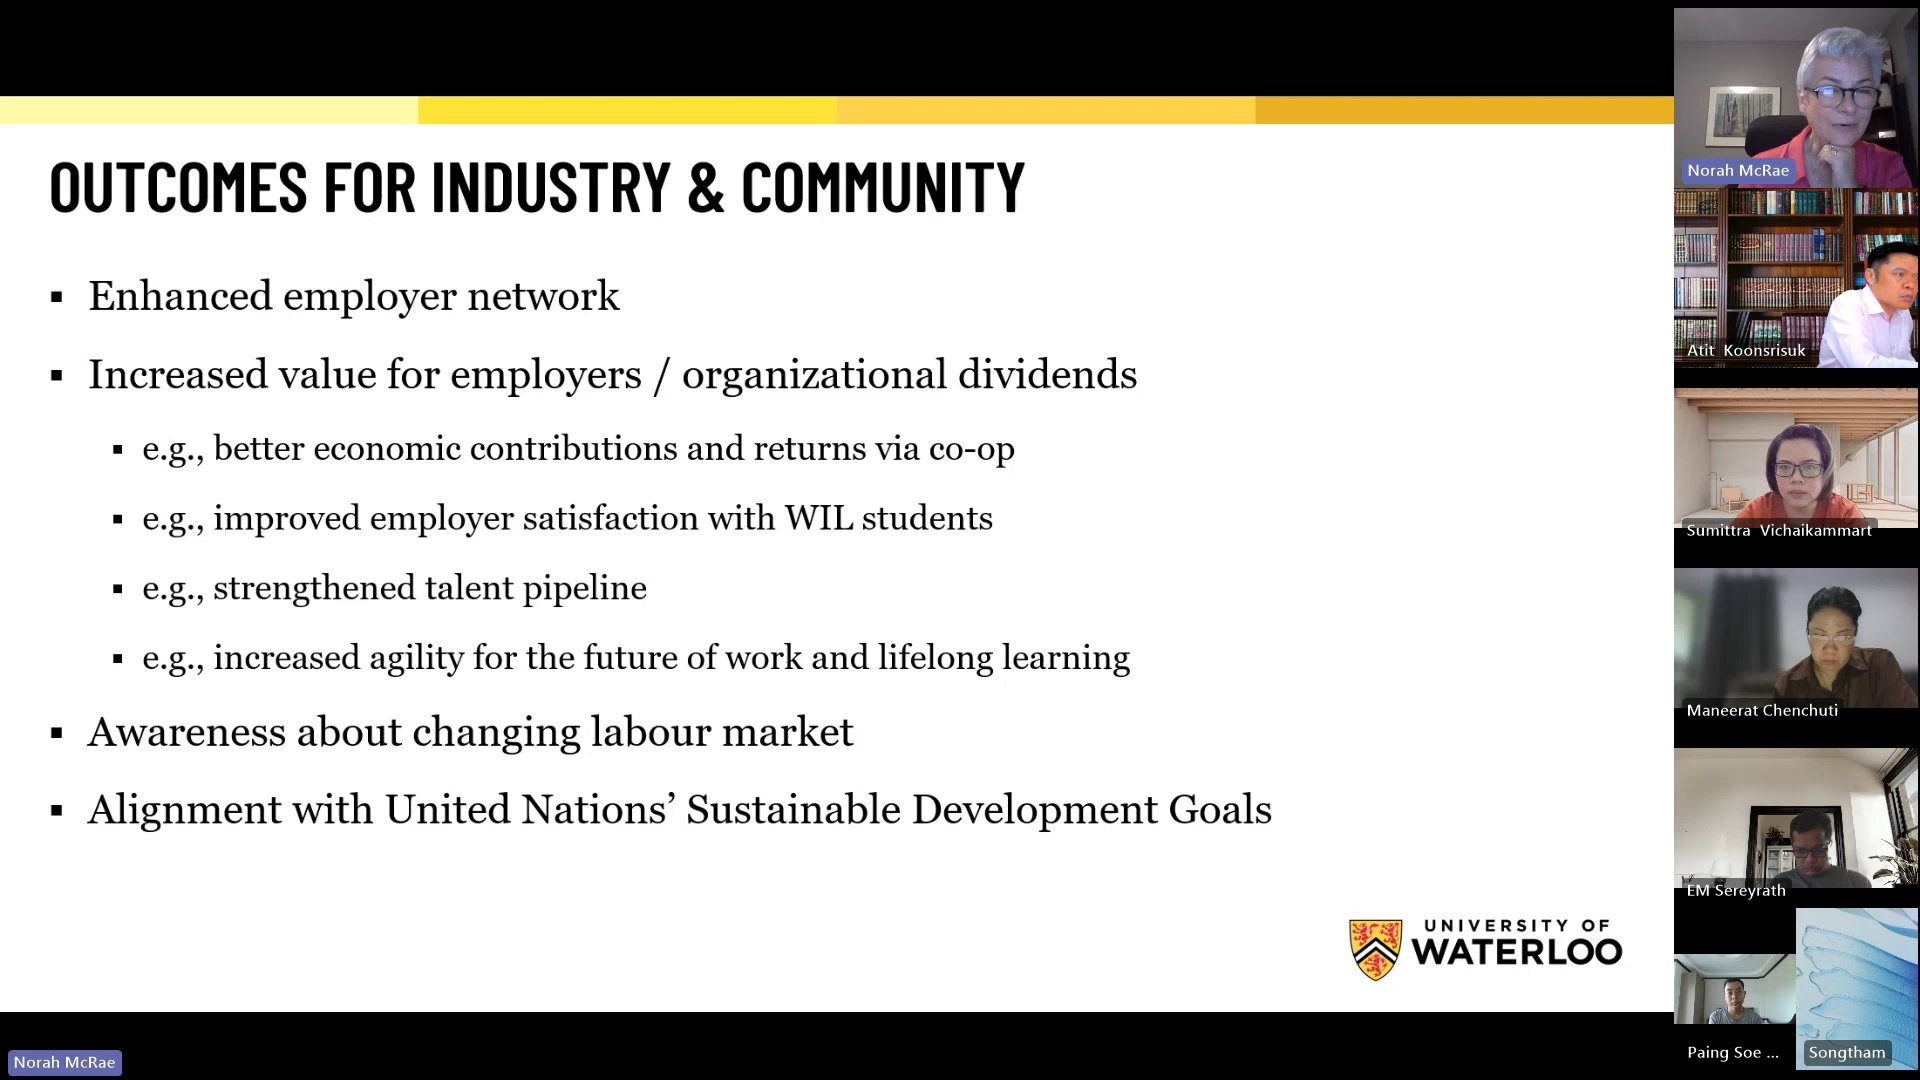 OUTCOMES FOR INDUSTRY & COMMUNITY
▪ Enhanced employer network
▪ Increased value for employers / organizational dividends
▪ e.g., better economic contributions and returns via co-op
▪ e.g., improved employer satisfaction with WIL students
▪ e.g., strengthened talent pipeline
▪ e.g., increased agility for the future of work and lifelong learning
▪ Awareness about changing labour market
▪ Alignment with United Nations’ Sustainable Development Goals
UNIVERSITY OF
WATERLOO
Norah McRae
Norah McRae
Atit Koonsrisuk
Sumittra Vichaikammart
Maneerat Chenchuti
EM Sereyrath
Paing Soe ...
Songtham